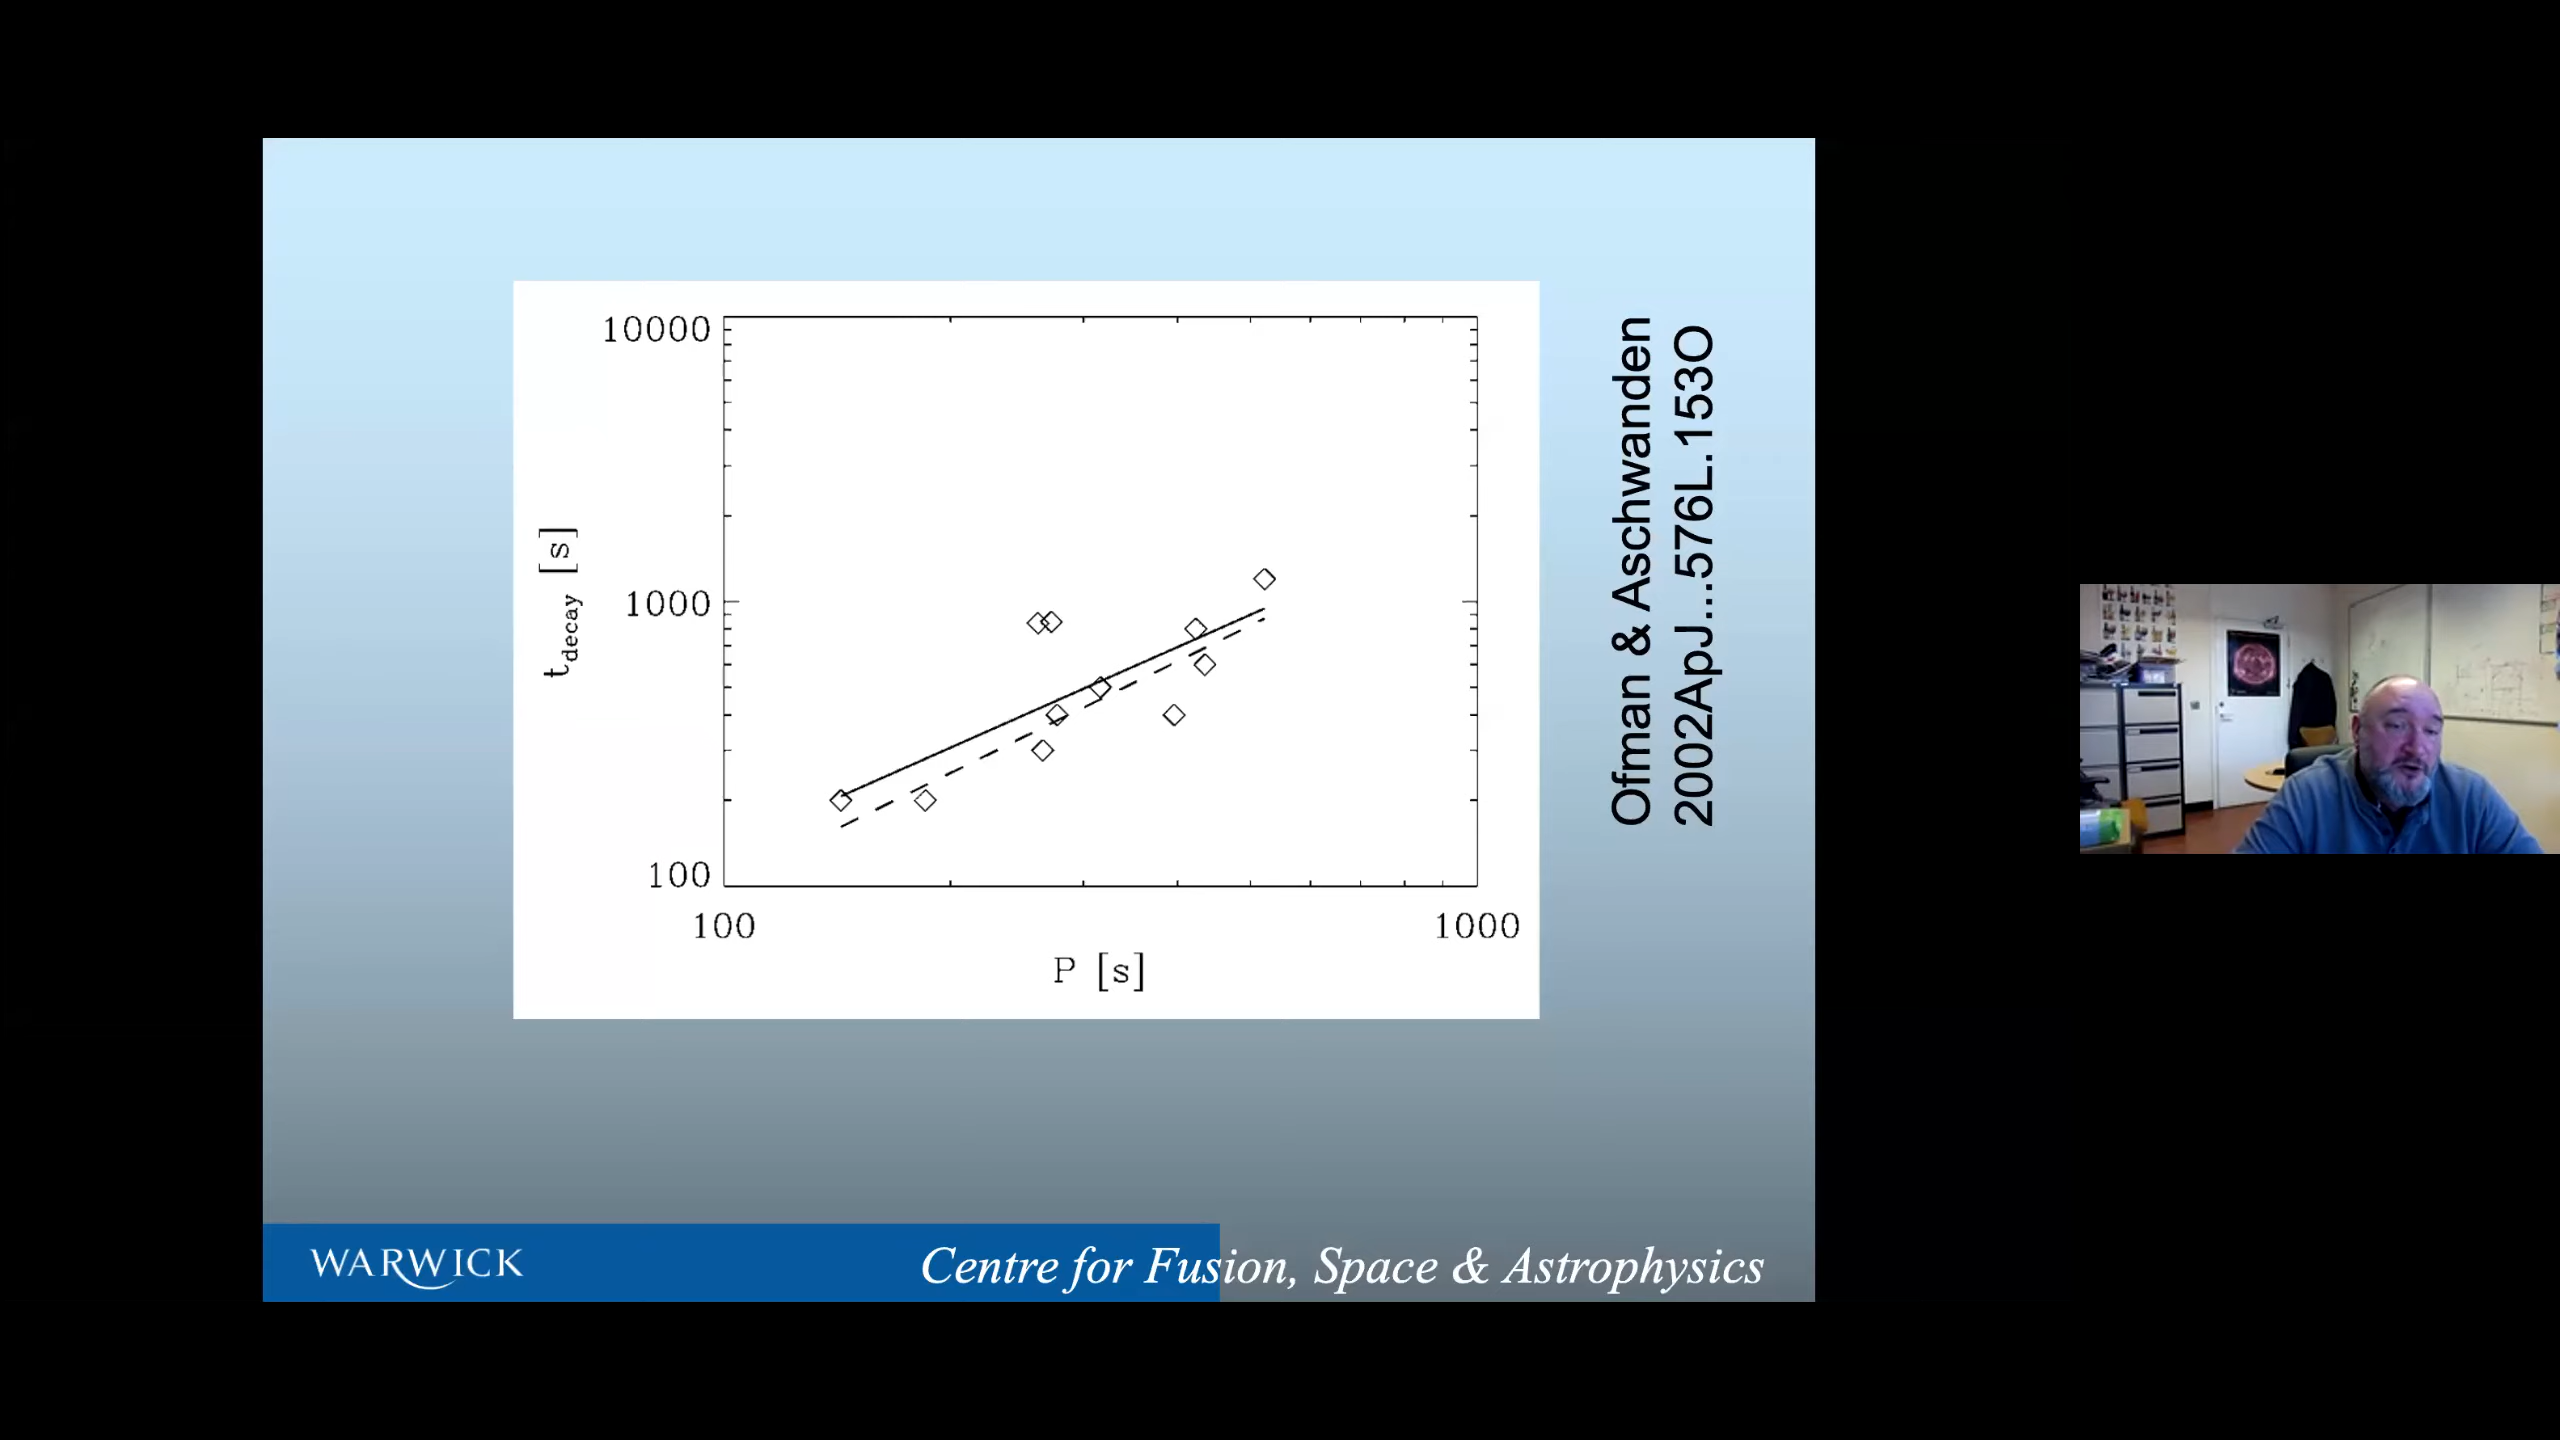 10000
1000
100
t_decay [s]
100
1000
P [s]
Ofman & Aschwanden
2002ApJ...576L.153O
WARWICK
Centre for Fusion, Space & Astrophysics